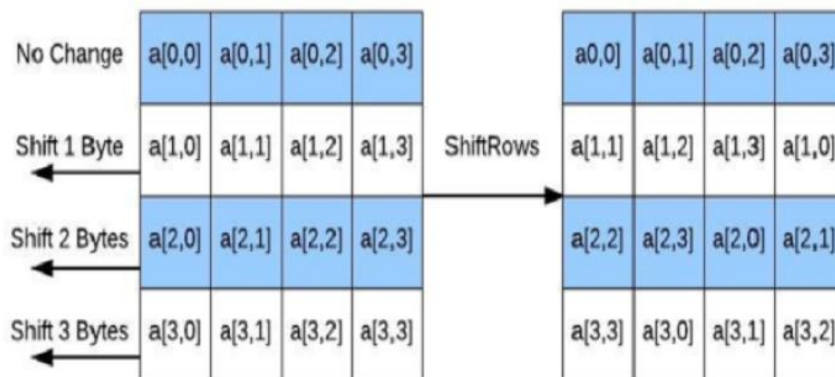 No Change a[0,0] a[0,1] a[0,2] a[0,3] a0,0] a[0,1] a[0,2] a[0,3]
Shift 1 Byte a[1,0] a[1,1] a[1,2] a[1,3] ShiftRows a[1,1] a[1,2] a[1,3] a[1,0]
Shift 2 Bytes a[2,0] a[2,1] a[2,2] a[2,3] a[2,2] a[2,3] a[2,0] a[2,1]
Shift 3 Bytes a[3,0] a[3,1] a[3,2] a[3,3] a[3,3] a[3,0] a[3,1] a[3,2]